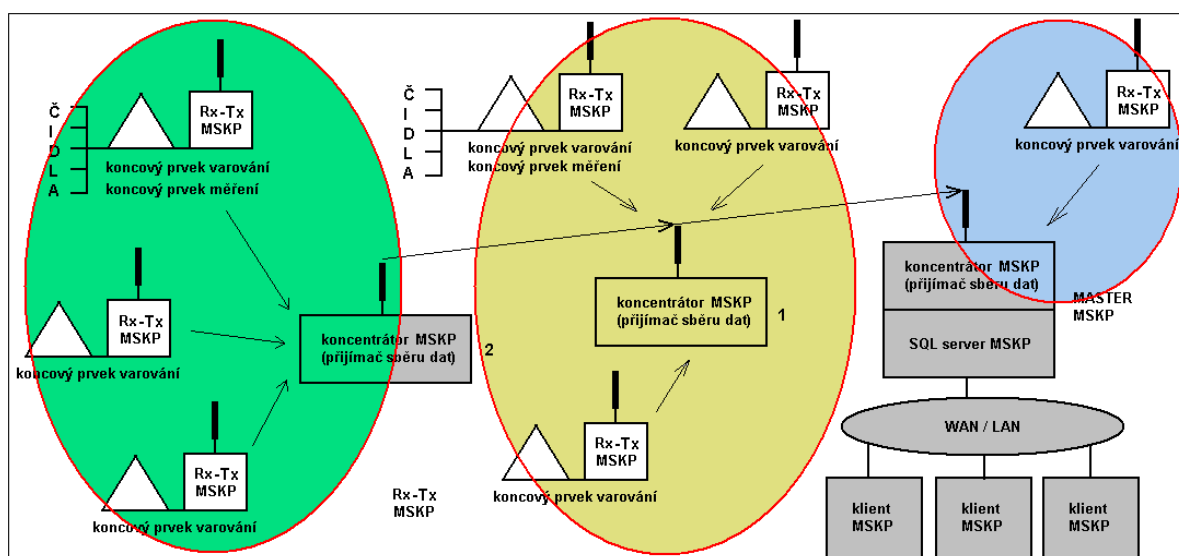 Č
I
D
L
A
Rx-Tx
MSKP
koncový prvek varování
koncový prvek měření
Rx-Tx
MSKP
koncový prvek varování
Rx-Tx
MSKP
koncový prvek varování
koncentrátor MSKP
(přijímač sběru dat)
2
Rx-Tx
MSKP
Č
I
D
L
A
Rx-Tx
MSKP
koncový prvek varování
koncový prvek měření
Rx-Tx
MSKP
koncový prvek varování
koncentrátor MSKP
(přijímač sběru dat)
1
Rx-Tx
MSKP
koncový prvek varování
Rx-Tx
MSKP
koncový prvek varování
koncentrátor MSKP
(přijímač sběru dat)
MASTER
MSKP
SQL server MSKP
WAN / LAN
klient
MSKP
klient
MSKP
klient
MSKP